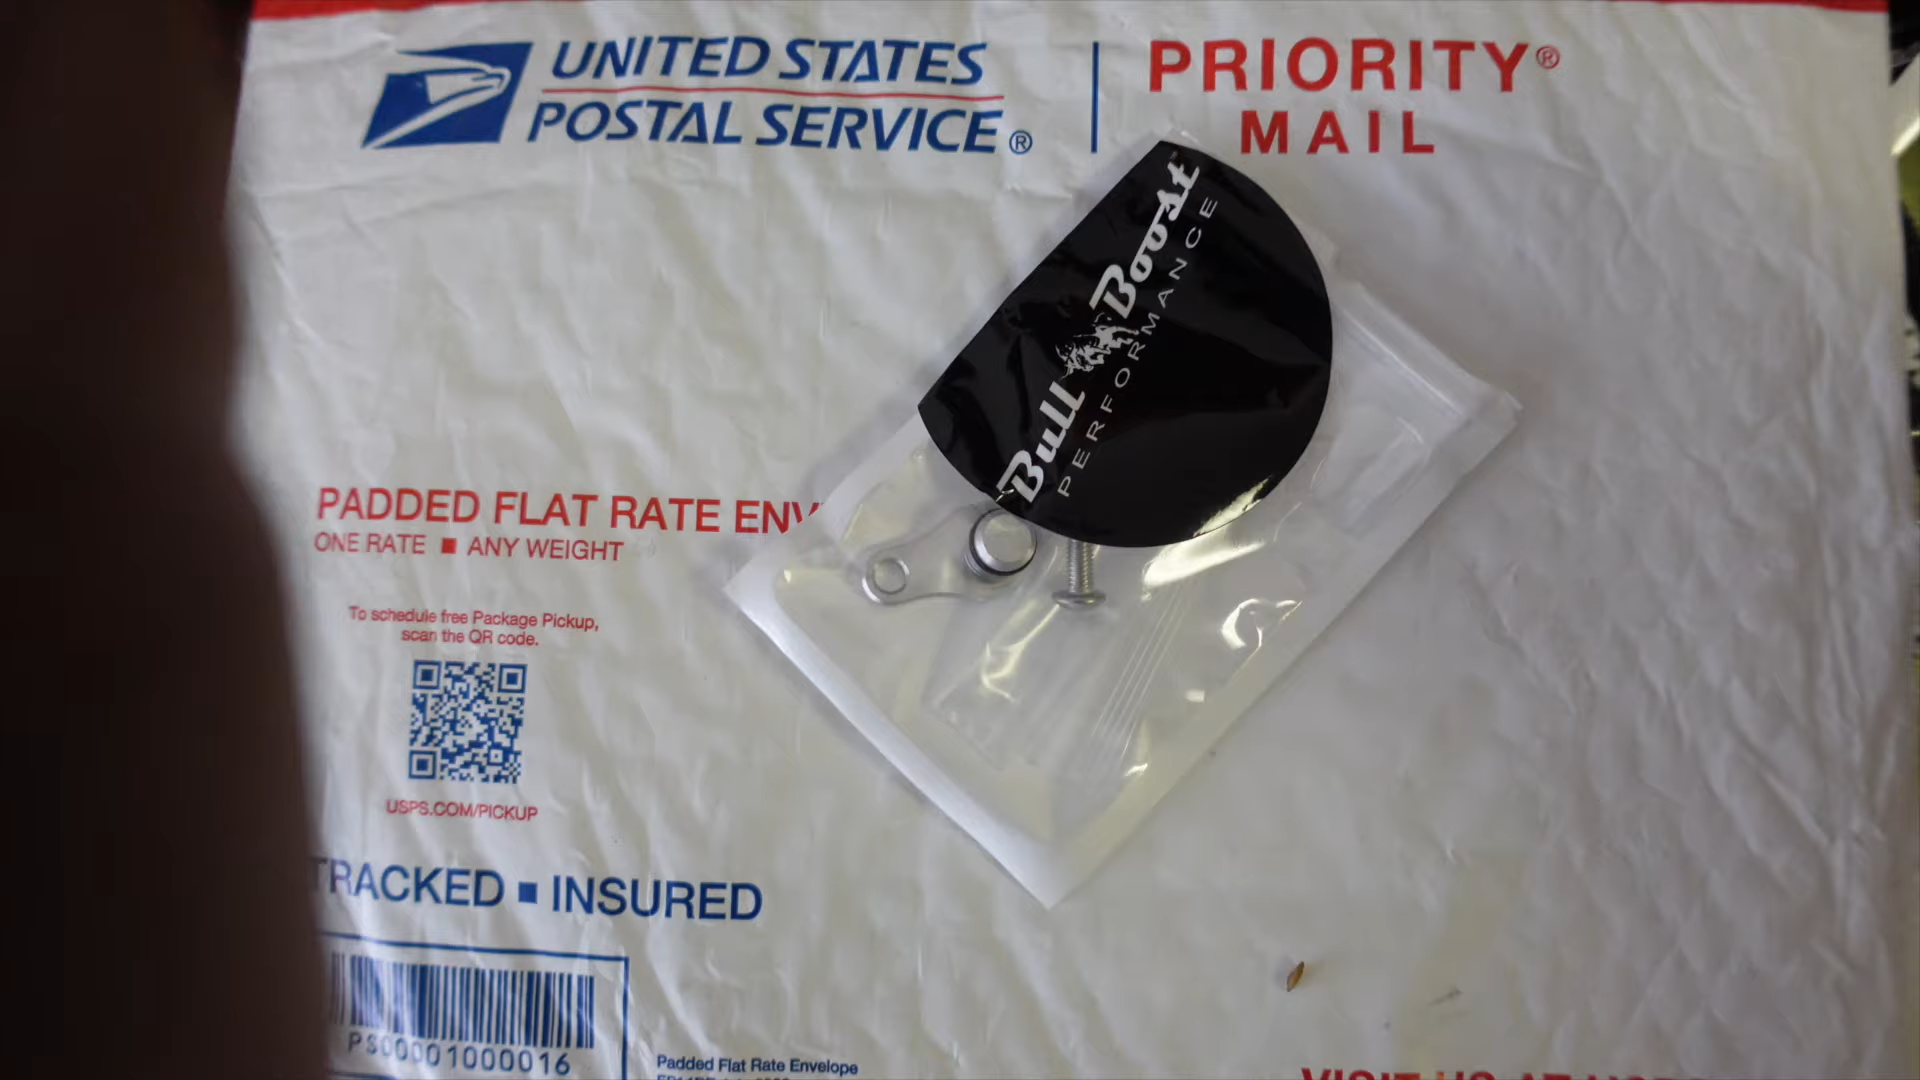 UNITED STATES
POSTAL SERVICE®
PRIORITY®
MAIL
Bull Boost
PERFORMANCE
PADDED FLAT RATE ENV
ONE RATE ■ ANY WEIGHT
To schedule free Package Pickup,
scan the QR code.
USPS.COM/PICKUP
TRACKED ■ INSURED
PS00001000016
Padded Flat Rate Envelope